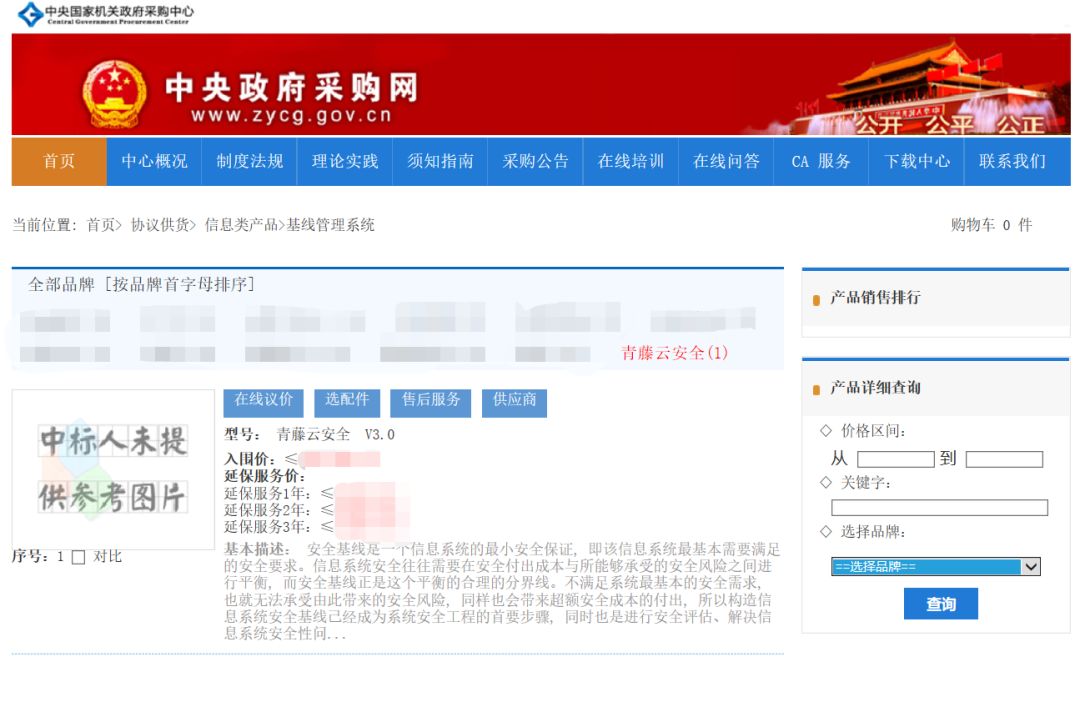 中央国家机关政府采购中心
Central Government Procurement Center
中央政府采购网
www.zycg.gov.cn
公开 公平 公正
首页 中心概况 制度法规 理论实践 须知指南 采购公告 在线培训 在线问答 CA 服务 下载中心 联系我们
当前位置: 首页> 协议供货> 信息类产品>基线管理系统
购物车 0 件
全部品牌 [按品牌首字母排序]
青藤云安全(1)
中标人未提
供参考图片
序号: 1 对比
在线议价 选配件 售后服务 供应商
型号: 青藤云安全 V3.0
入围价: ≤
延保服务价:
延保服务1年: ≤
延保服务2年: ≤
延保服务3年: ≤
基本描述: 安全基线是一个信息系统的最小安全保证, 即该信息系统最基本需要满足
的安全要求。信息系统安全往往需要在安全付出成本与所能够承受的安全风险之间进
行平衡, 而安全基线正是这个平衡的合理的分界线。不满足系统最基本的安全需求,
也就无法承受由此带来的安全风险, 同样也会带来超额安全成本的付出, 所以构造信
息系统安全基线己经成为系统安全工程的首要步骤, 同时也是进行安全评估、解决信
息系统安全性问...
产品销售排行
产品详细查询
◇ 价格区间:
从 到
◇ 关键字:
◇ 选择品牌:
==选择品牌==
查询